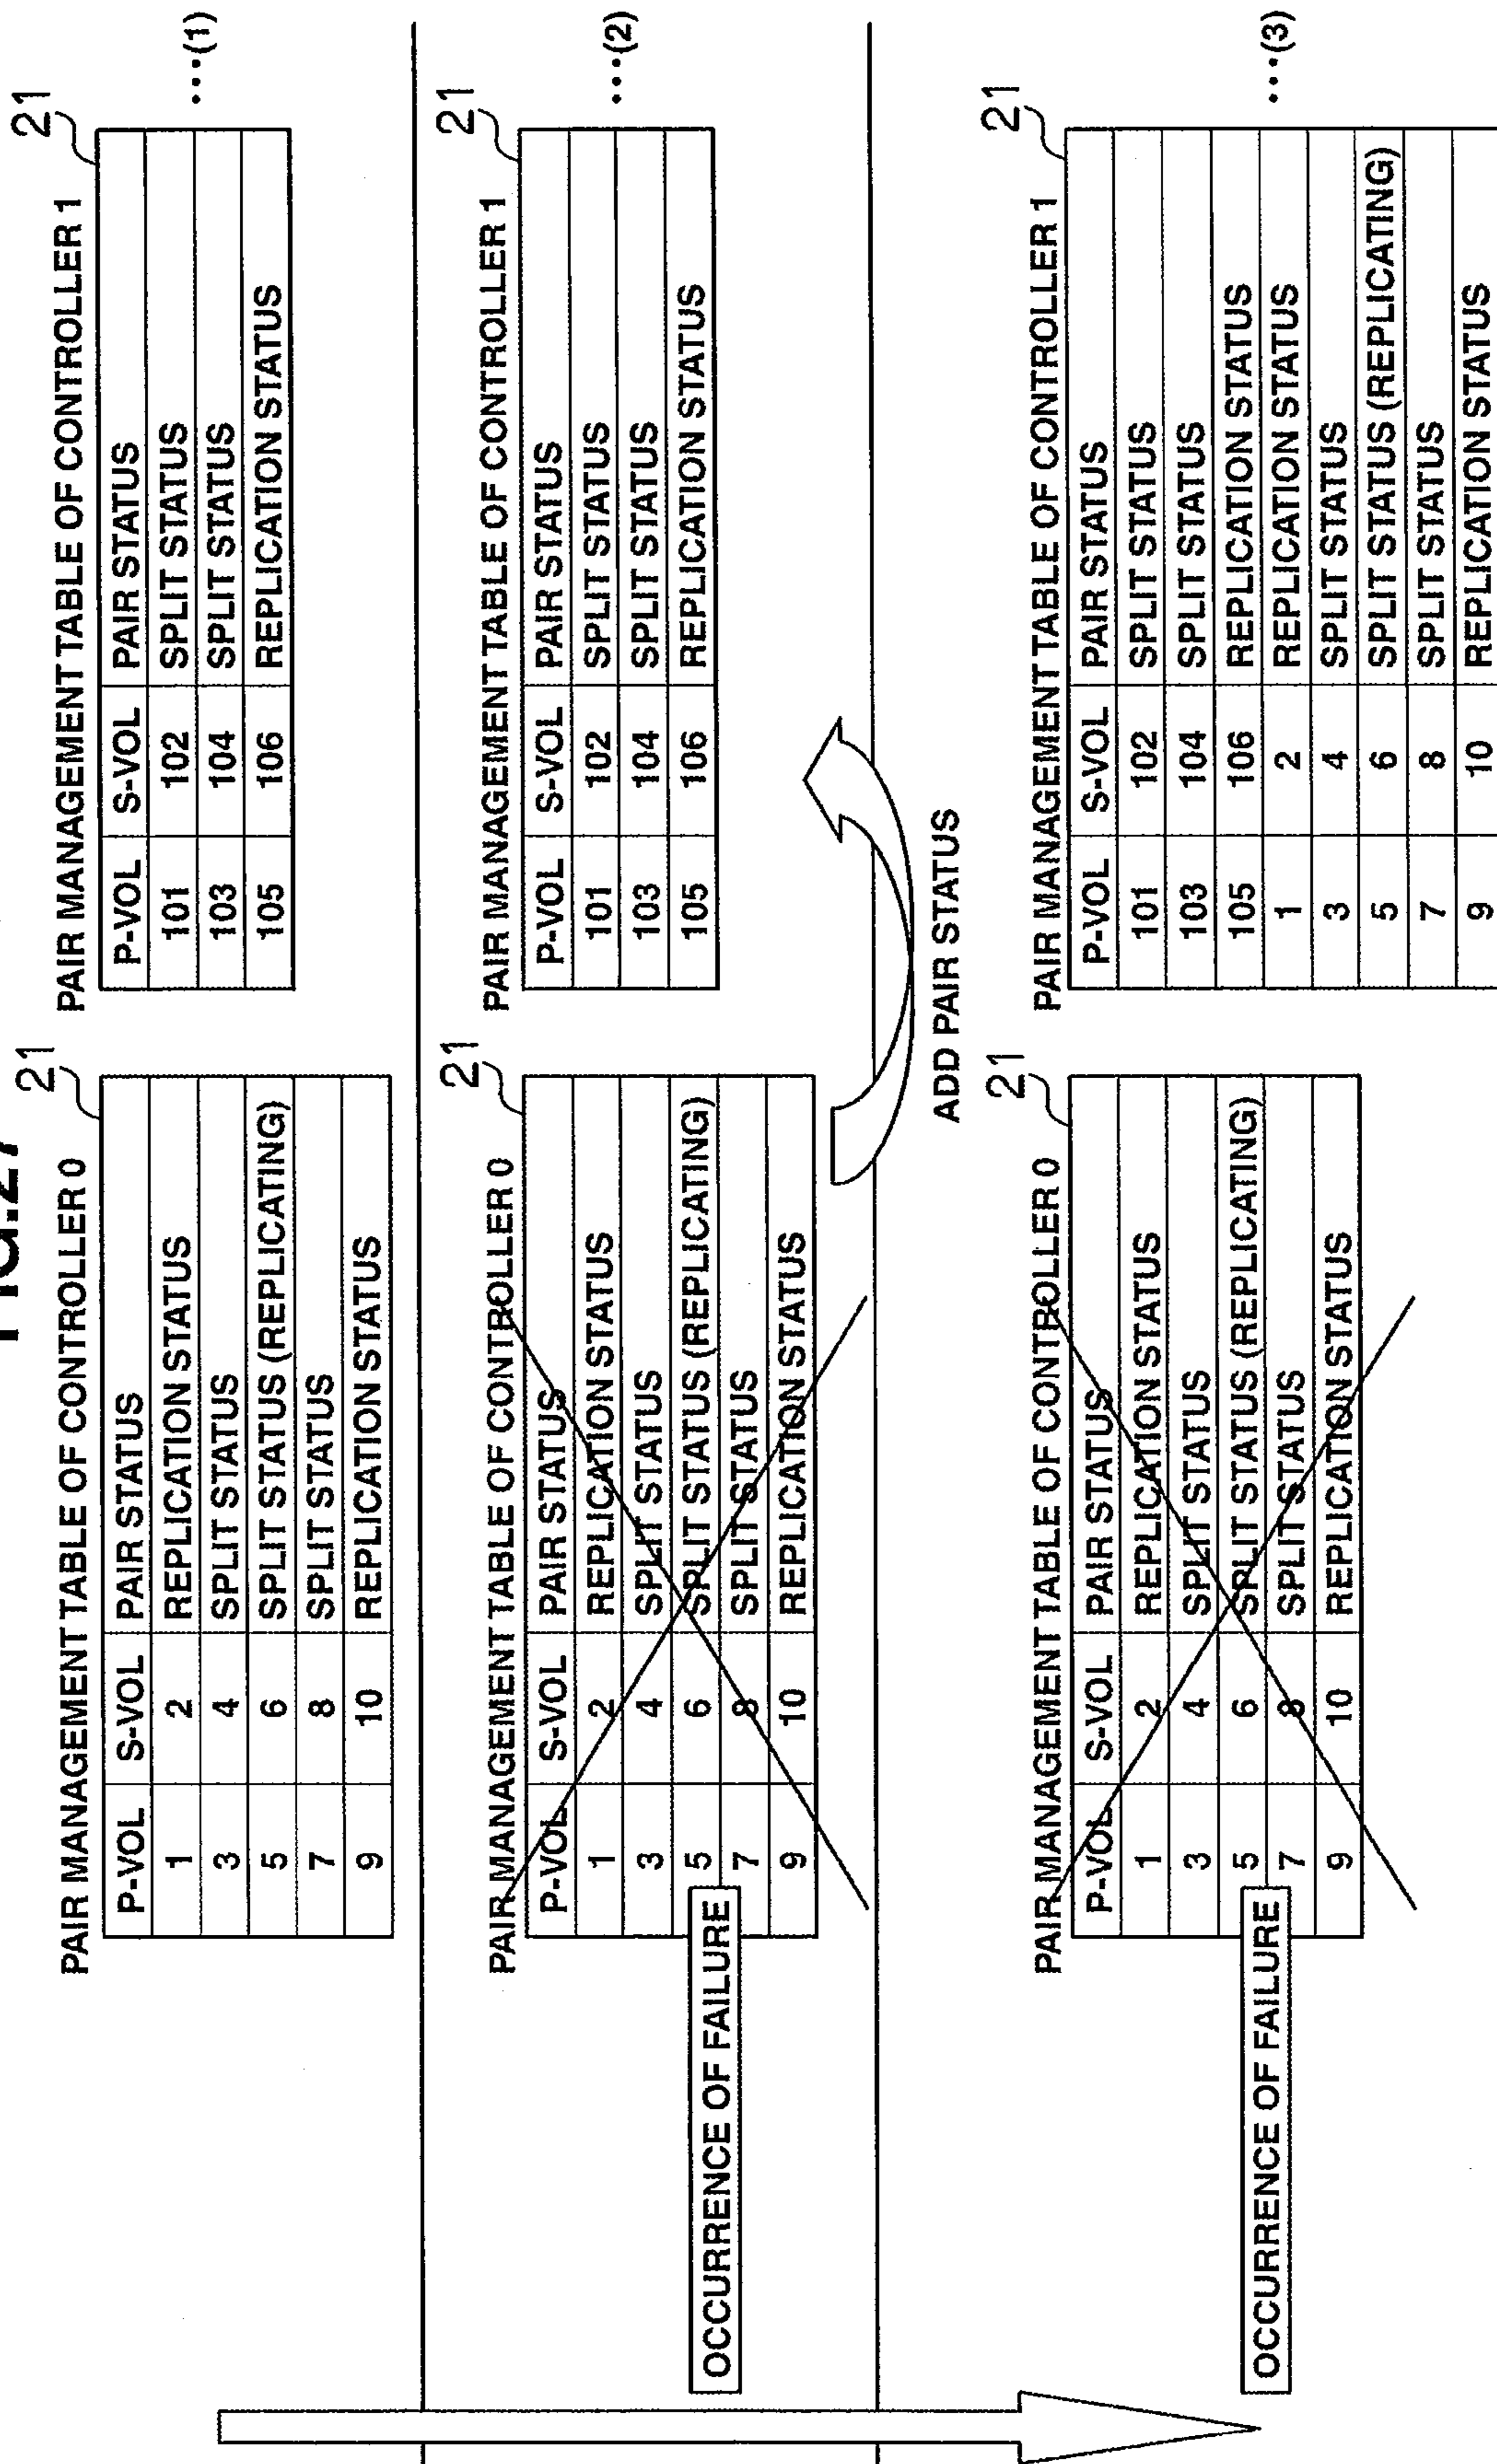 FIG.27
PAIR MANAGEMENT TABLE OF CONTROLLER 0
21
P-VOL S-VOL PAIR STATUS
1 2 REPLICATION STATUS
3 4 SPLIT STATUS
5 6 SPLIT STATUS (REPLICATING)
7 8 SPLIT STATUS
9 10 REPLICATION STATUS
PAIR MANAGEMENT TABLE OF CONTROLLER 1
21
P-VOL S-VOL PAIR STATUS
101 102 SPLIT STATUS
103 104 SPLIT STATUS
105 106 REPLICATION STATUS
•••(1)
PAIR MANAGEMENT TABLE OF CONTROLLER 0
21
P-VOL S-VOL PAIR STATUS
1 2 REPLICATION STATUS
3 4 SPLIT STATUS
5 6 SPLIT STATUS (REPLICATING)
7 8 SPLIT STATUS
9 10 REPLICATION STATUS
OCCURRENCE OF FAILURE
ADD PAIR STATUS
PAIR MANAGEMENT TABLE OF CONTROLLER 1
21
P-VOL S-VOL PAIR STATUS
101 102 SPLIT STATUS
103 104 SPLIT STATUS
105 106 REPLICATION STATUS
•••(2)
PAIR MANAGEMENT TABLE OF CONTROLLER 0
21
P-VOL S-VOL PAIR STATUS
1 2 REPLICATION STATUS
3 4 SPLIT STATUS
5 6 SPLIT STATUS (REPLICATING)
7 8 SPLIT STATUS
9 10 REPLICATION STATUS
OCCURRENCE OF FAILURE
PAIR MANAGEMENT TABLE OF CONTROLLER 1
21
P-VOL S-VOL PAIR STATUS
101 102 SPLIT STATUS
103 104 SPLIT STATUS
105 106 REPLICATION STATUS
1 2 REPLICATION STATUS
3 4 SPLIT STATUS
5 6 SPLIT STATUS (REPLICATING)
7 8 SPLIT STATUS
9 10 REPLICATION STATUS
•••(3)